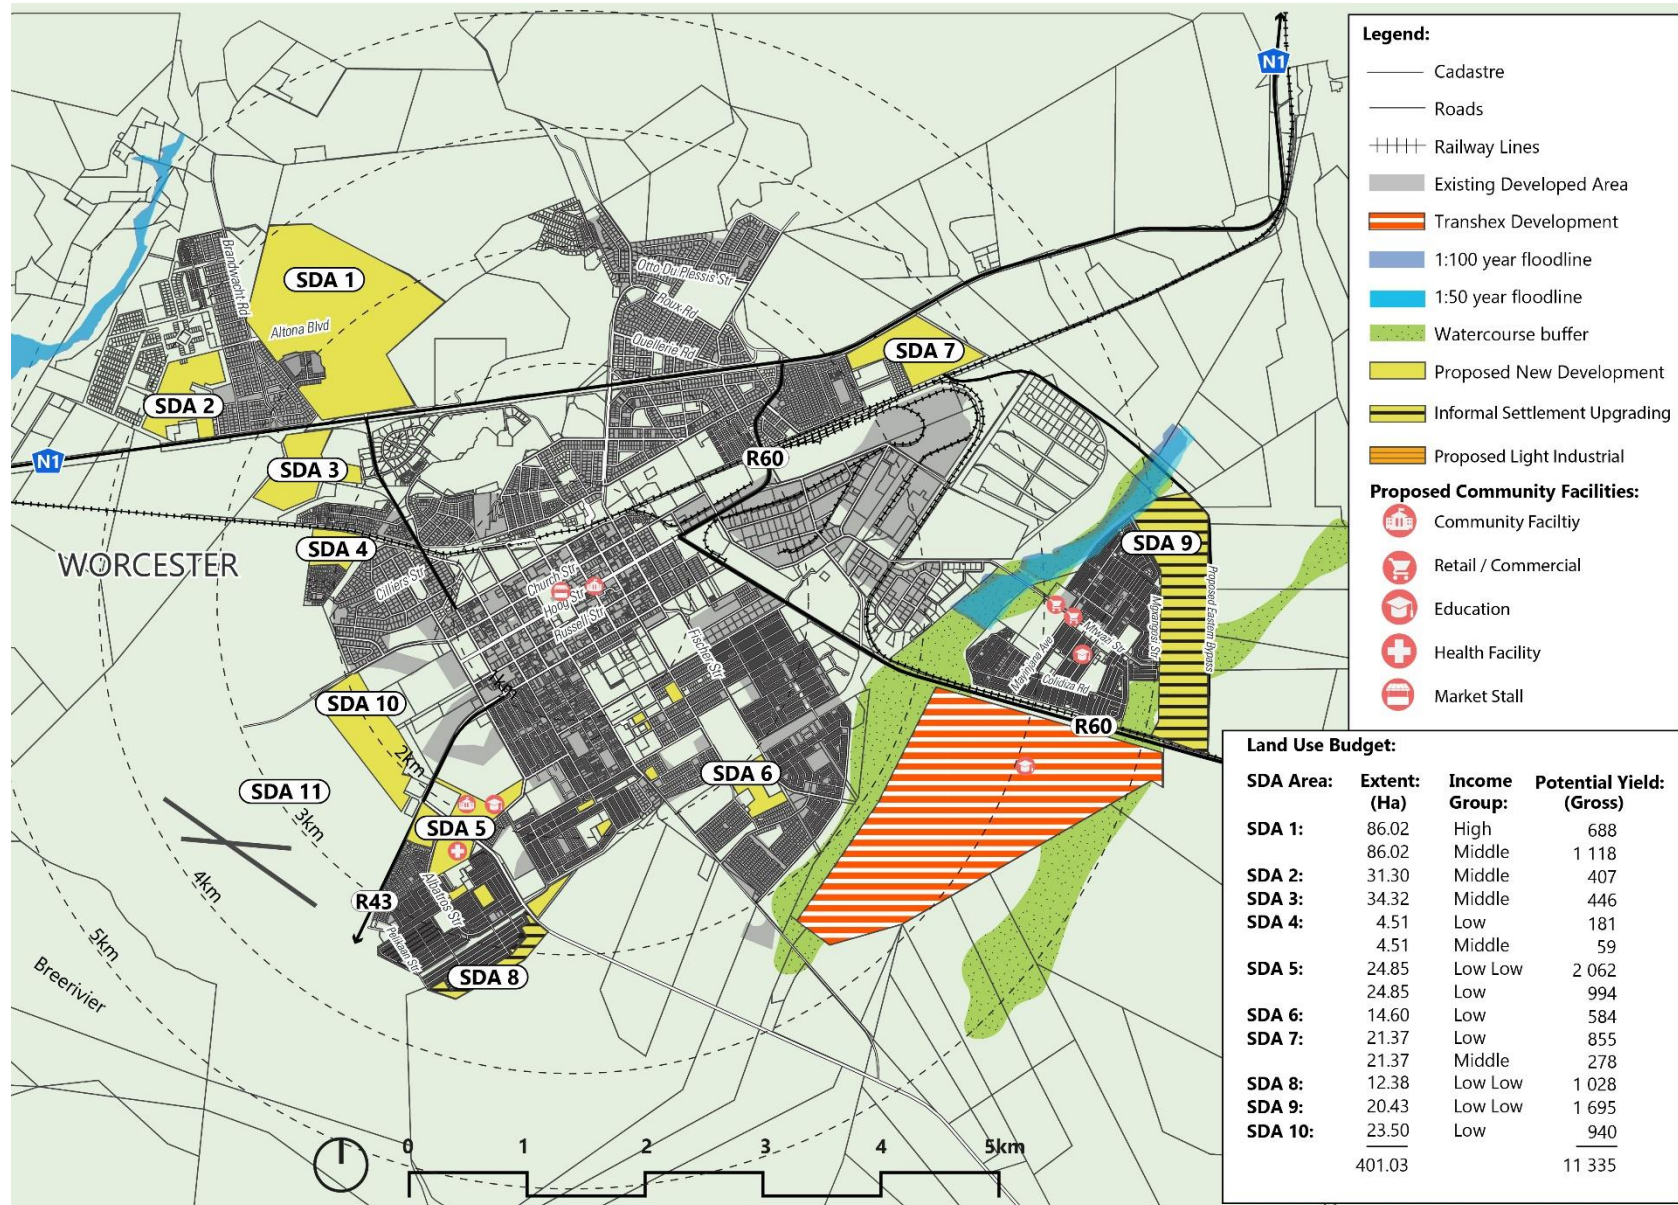 N1
Brandwacht Rd
SDA 1
Altona Blvd
Otto Du Plessis Str
Roux Rd
Ouellerie Rd
SDA 7
SDA 2
N1
SDA 3
R60
SDA 4
WORCESTER
Cilliers Str
Church Str
Hoog Str
Russell Str
Fischer Str
SDA 9
Proposed Eastern Bypass
Mtwazi Str
Mayinjana Ave
Colidiza Rd
R60
1km
SDA 10
2km
SDA 6
SDA 11
3km
SDA 5
4km
R43
Albatros Str
Pelikaan Str
5km
SDA 8
Breerivier
0 1 2 3 4 5km
Legend:
Cadastre
Roads
Railway Lines
Existing Developed Area
Transhex Development
1:100 year floodline
1:50 year floodline
Watercourse buffer
Proposed New Development
Informal Settlement Upgrading
Proposed Light Industrial
Proposed Community Facilities:
Community Faciltiy
Retail / Commercial
Education
Health Facility
Market Stall
Land Use Budget:
SDA Area: Extent: (Ha) Income Group: Potential Yield: (Gross)
SDA 1: 86.02 High 688
86.02 Middle 1 118
SDA 2: 31.30 Middle 407
SDA 3: 34.32 Middle 446
SDA 4: 4.51 Low 181
4.51 Middle 59
SDA 5: 24.85 Low Low 2 062
24.85 Low 994
SDA 6: 14.60 Low 584
SDA 7: 21.37 Low 855
21.37 Middle 278
SDA 8: 12.38 Low Low 1 028
SDA 9: 20.43 Low Low 1 695
SDA 10: 23.50 Low 940
401.03 11 335